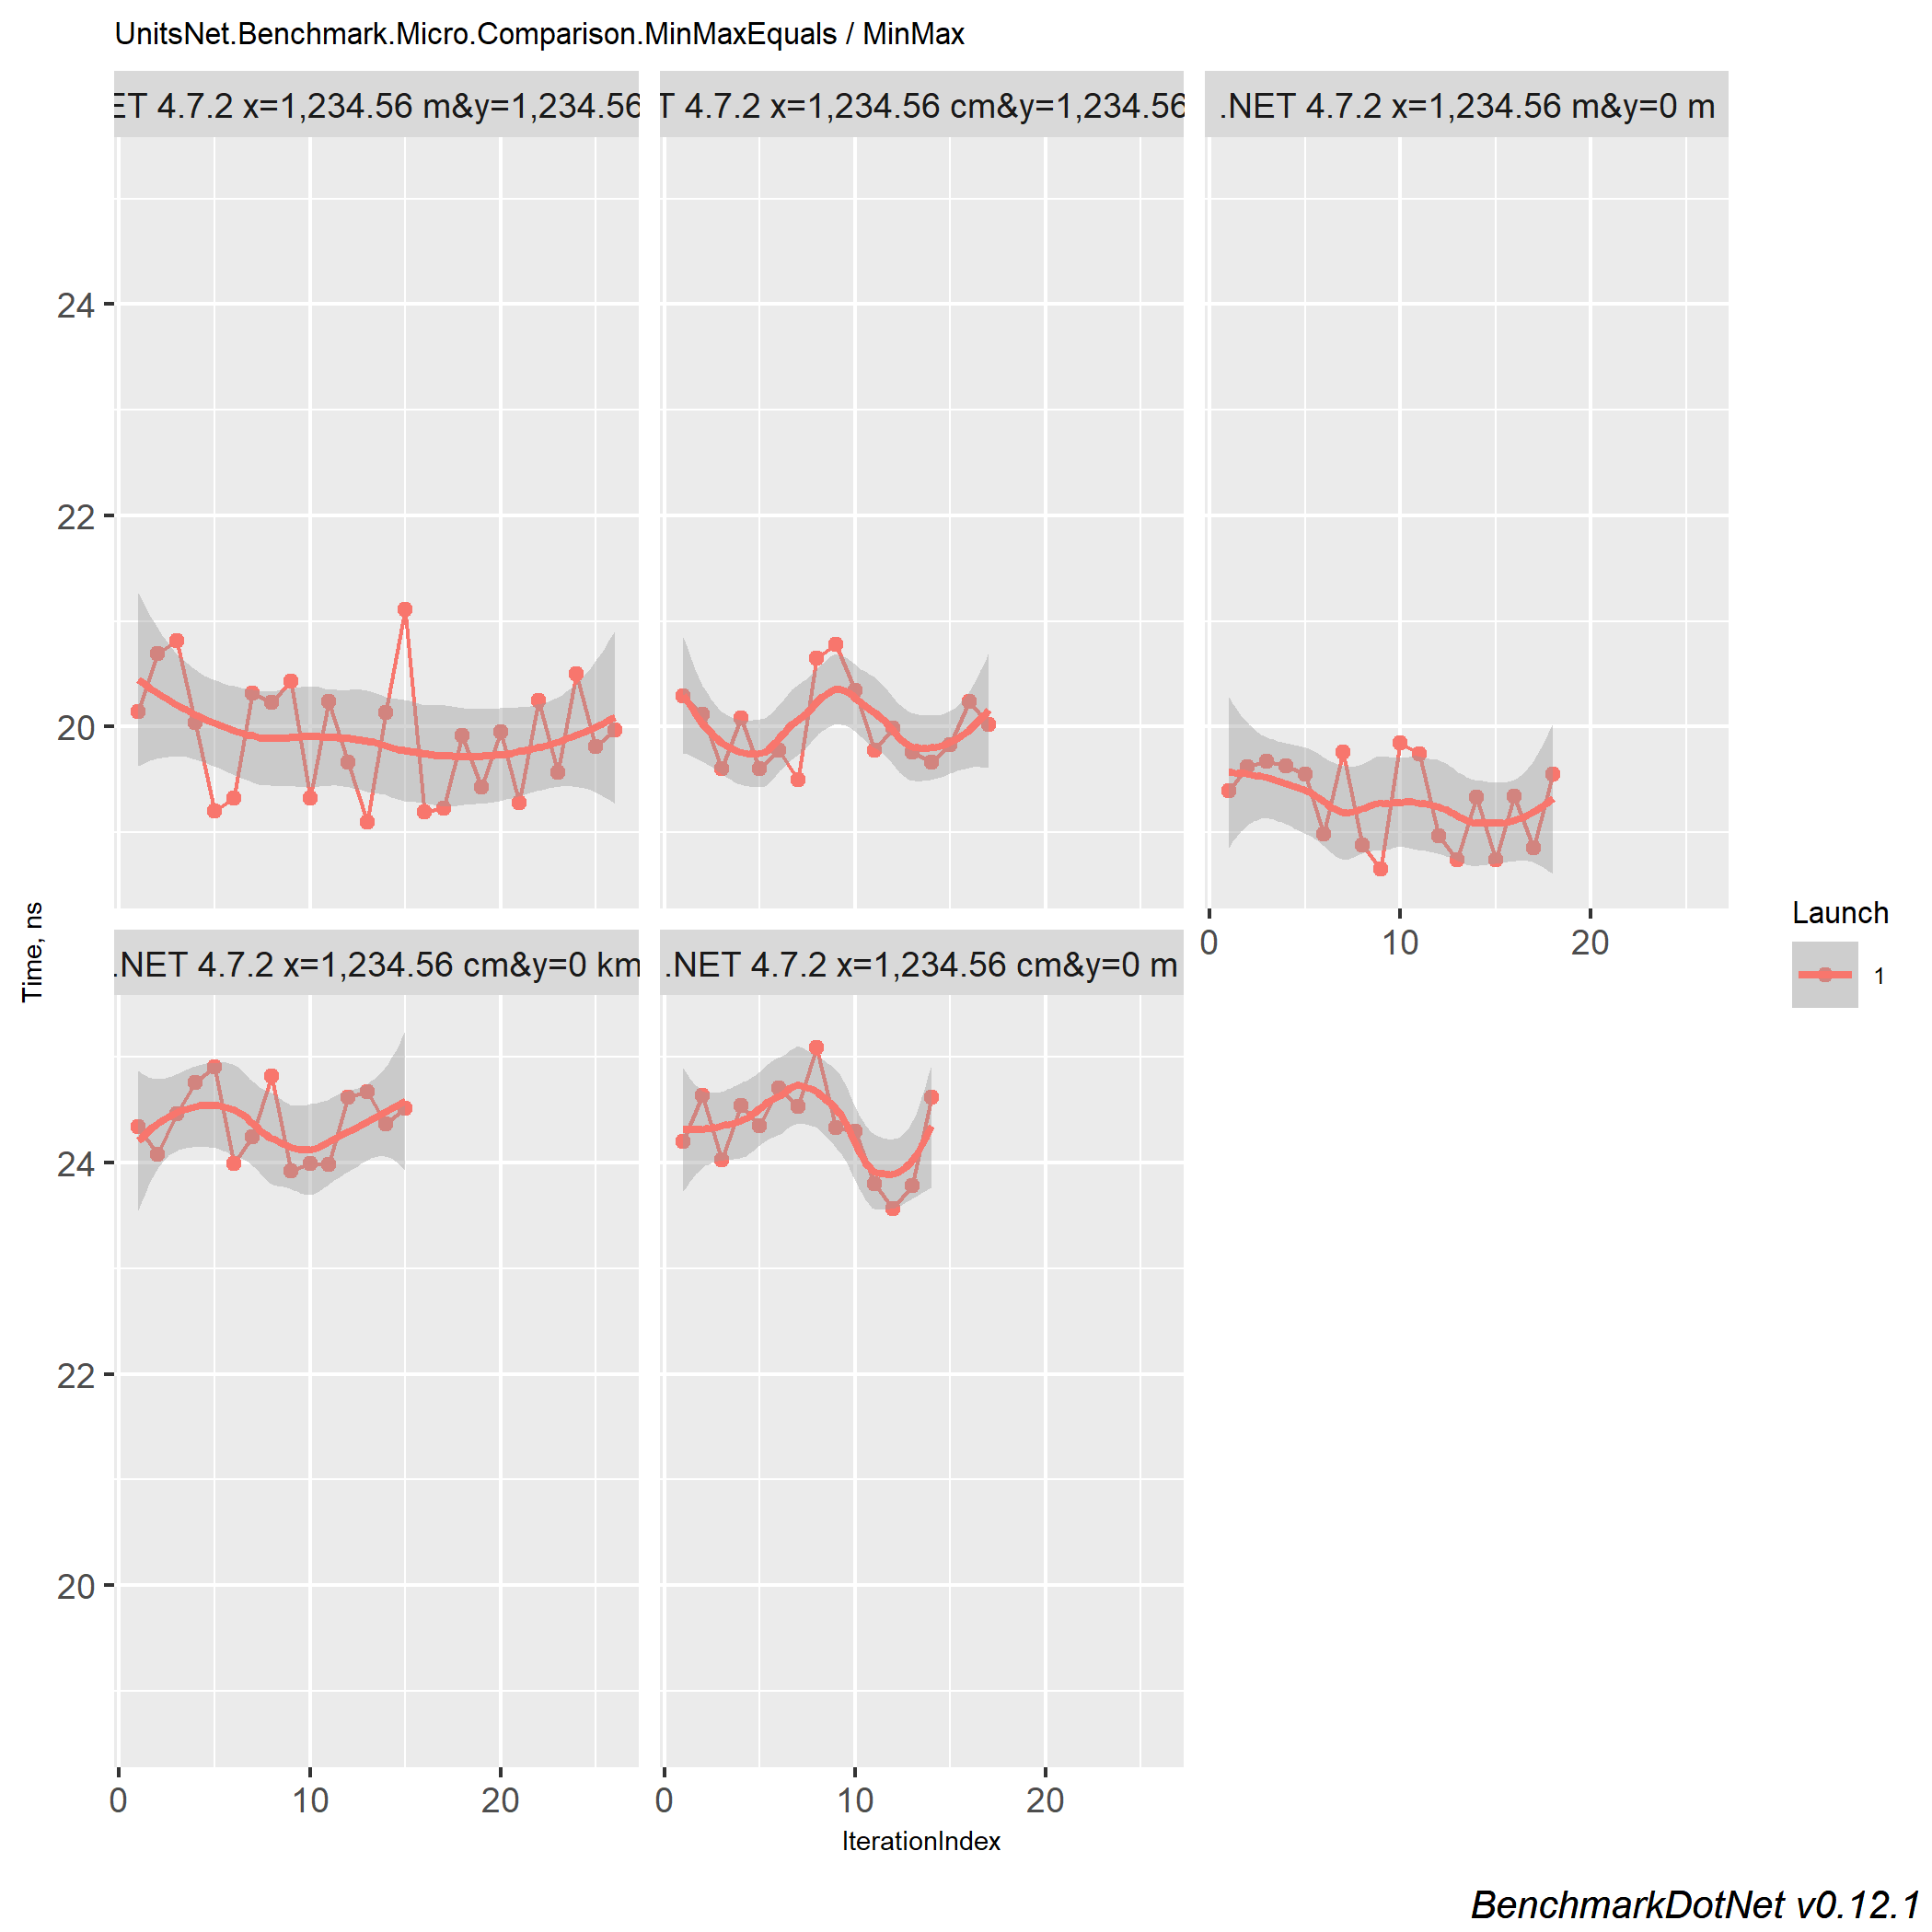 UnitsNet.Benchmark.Micro.Comparison.MinMaxEquals / MinMax
ET 4.7.2 x=1,234.56 m&y=1,234.56
T 4.7.2 x=1,234.56 cm&y=1,234.56
.NET 4.7.2 x=1,234.56 m&y=0 m
24
22
20
0 10 20
.NET 4.7.2 x=1,234.56 cm&y=0 km
.NET 4.7.2 x=1,234.56 cm&y=0 m
24
22
20
0 10 20
0 10 20
Time, ns
IterationIndex
Launch
1
BenchmarkDotNet v0.12.1